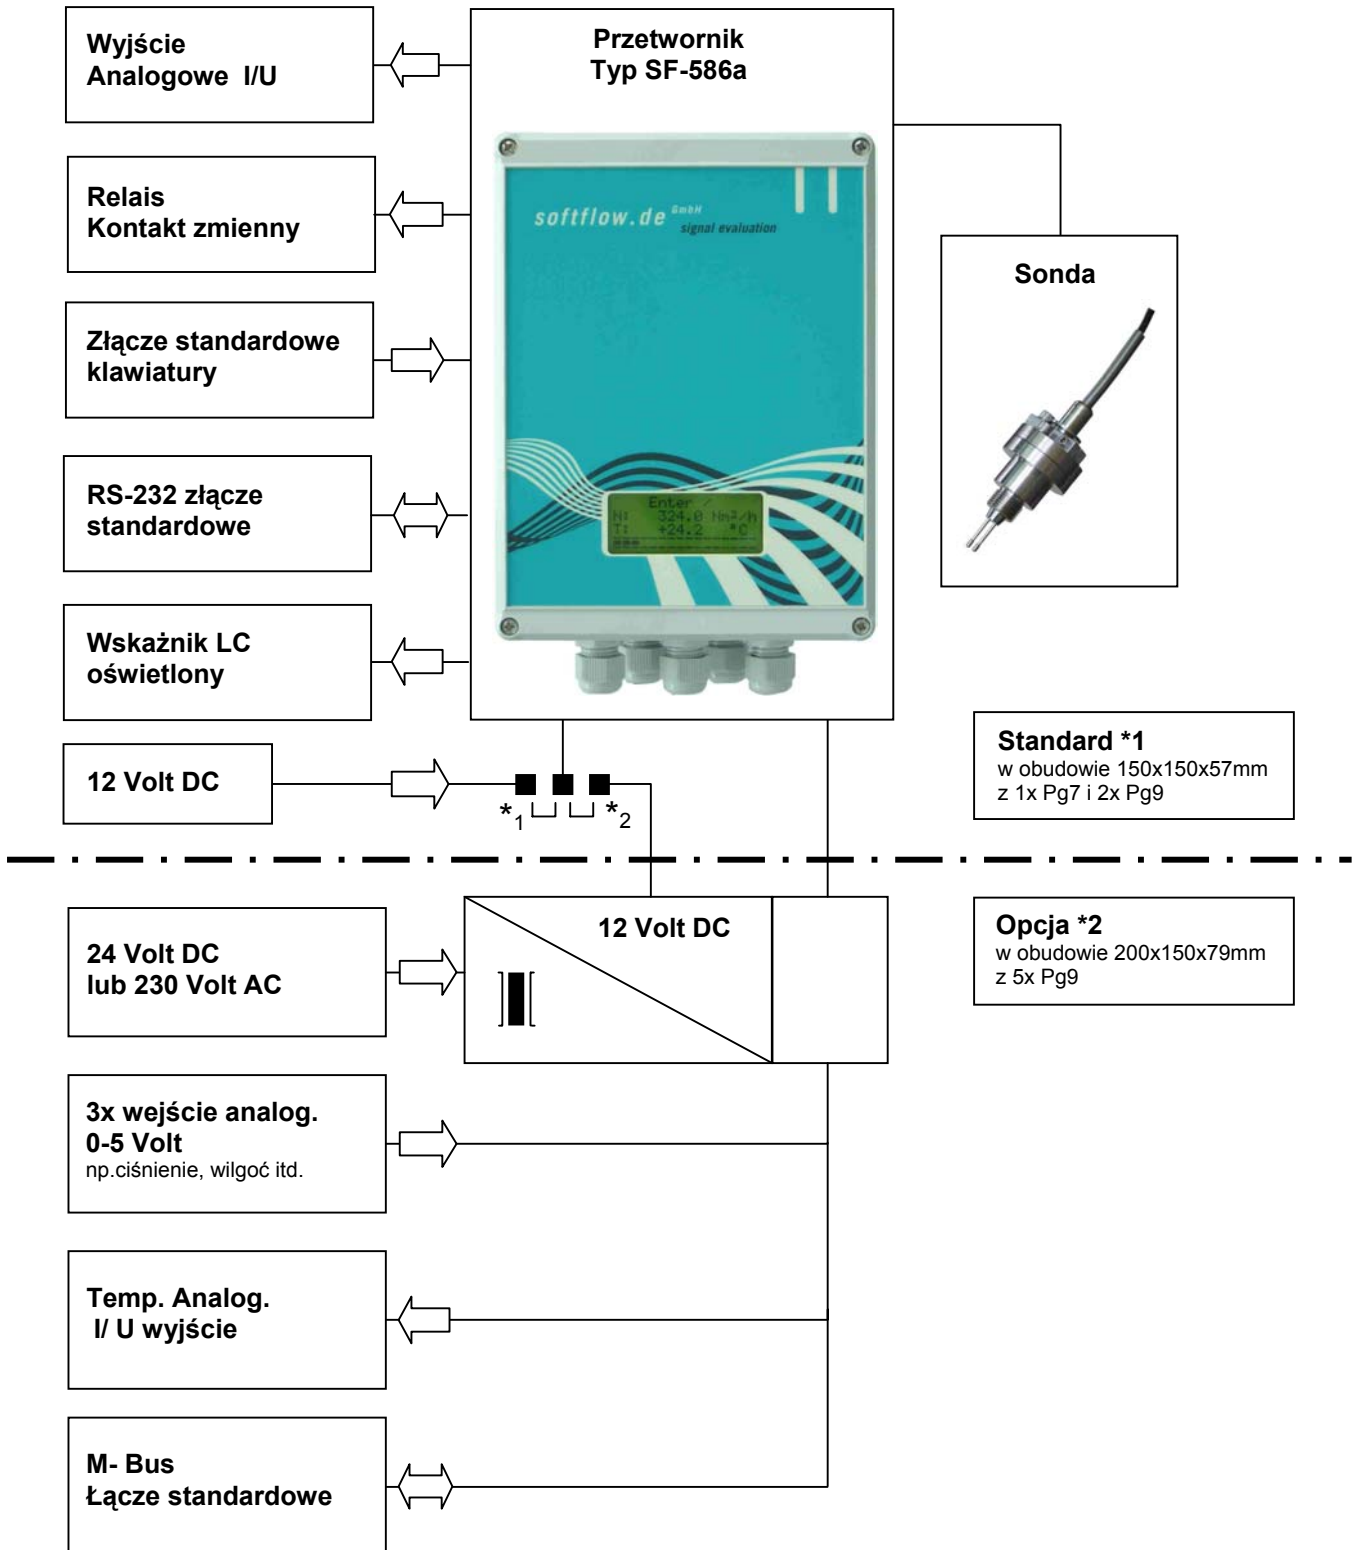 Wyjście
Analogowe I/U
Przetwornik
Typ SF-586a
softflow.de GmbH
signal evaluation
Relais
Kontakt zmienny
Sonda
Złącze standardowe
klawiatury
RS-232 złącze
standardowe
Enter
N: 324.0 Nm³/h
T: +24.2 °C
Wskażnik LC
oświetlony
12 Volt DC
*1 *2
Standard *1
w obudowie 150x150x57mm
z 1x Pg7 i 2x Pg9
24 Volt DC
lub 230 Volt AC
12 Volt DC
Opcja *2
w obudowie 200x150x79mm
z 5x Pg9
3x wejście analog.
0-5 Volt
np.ciśnienie, wilgoć itd.
Temp. Analog.
I/ U wyjście
M- Bus
Łącze standardowe